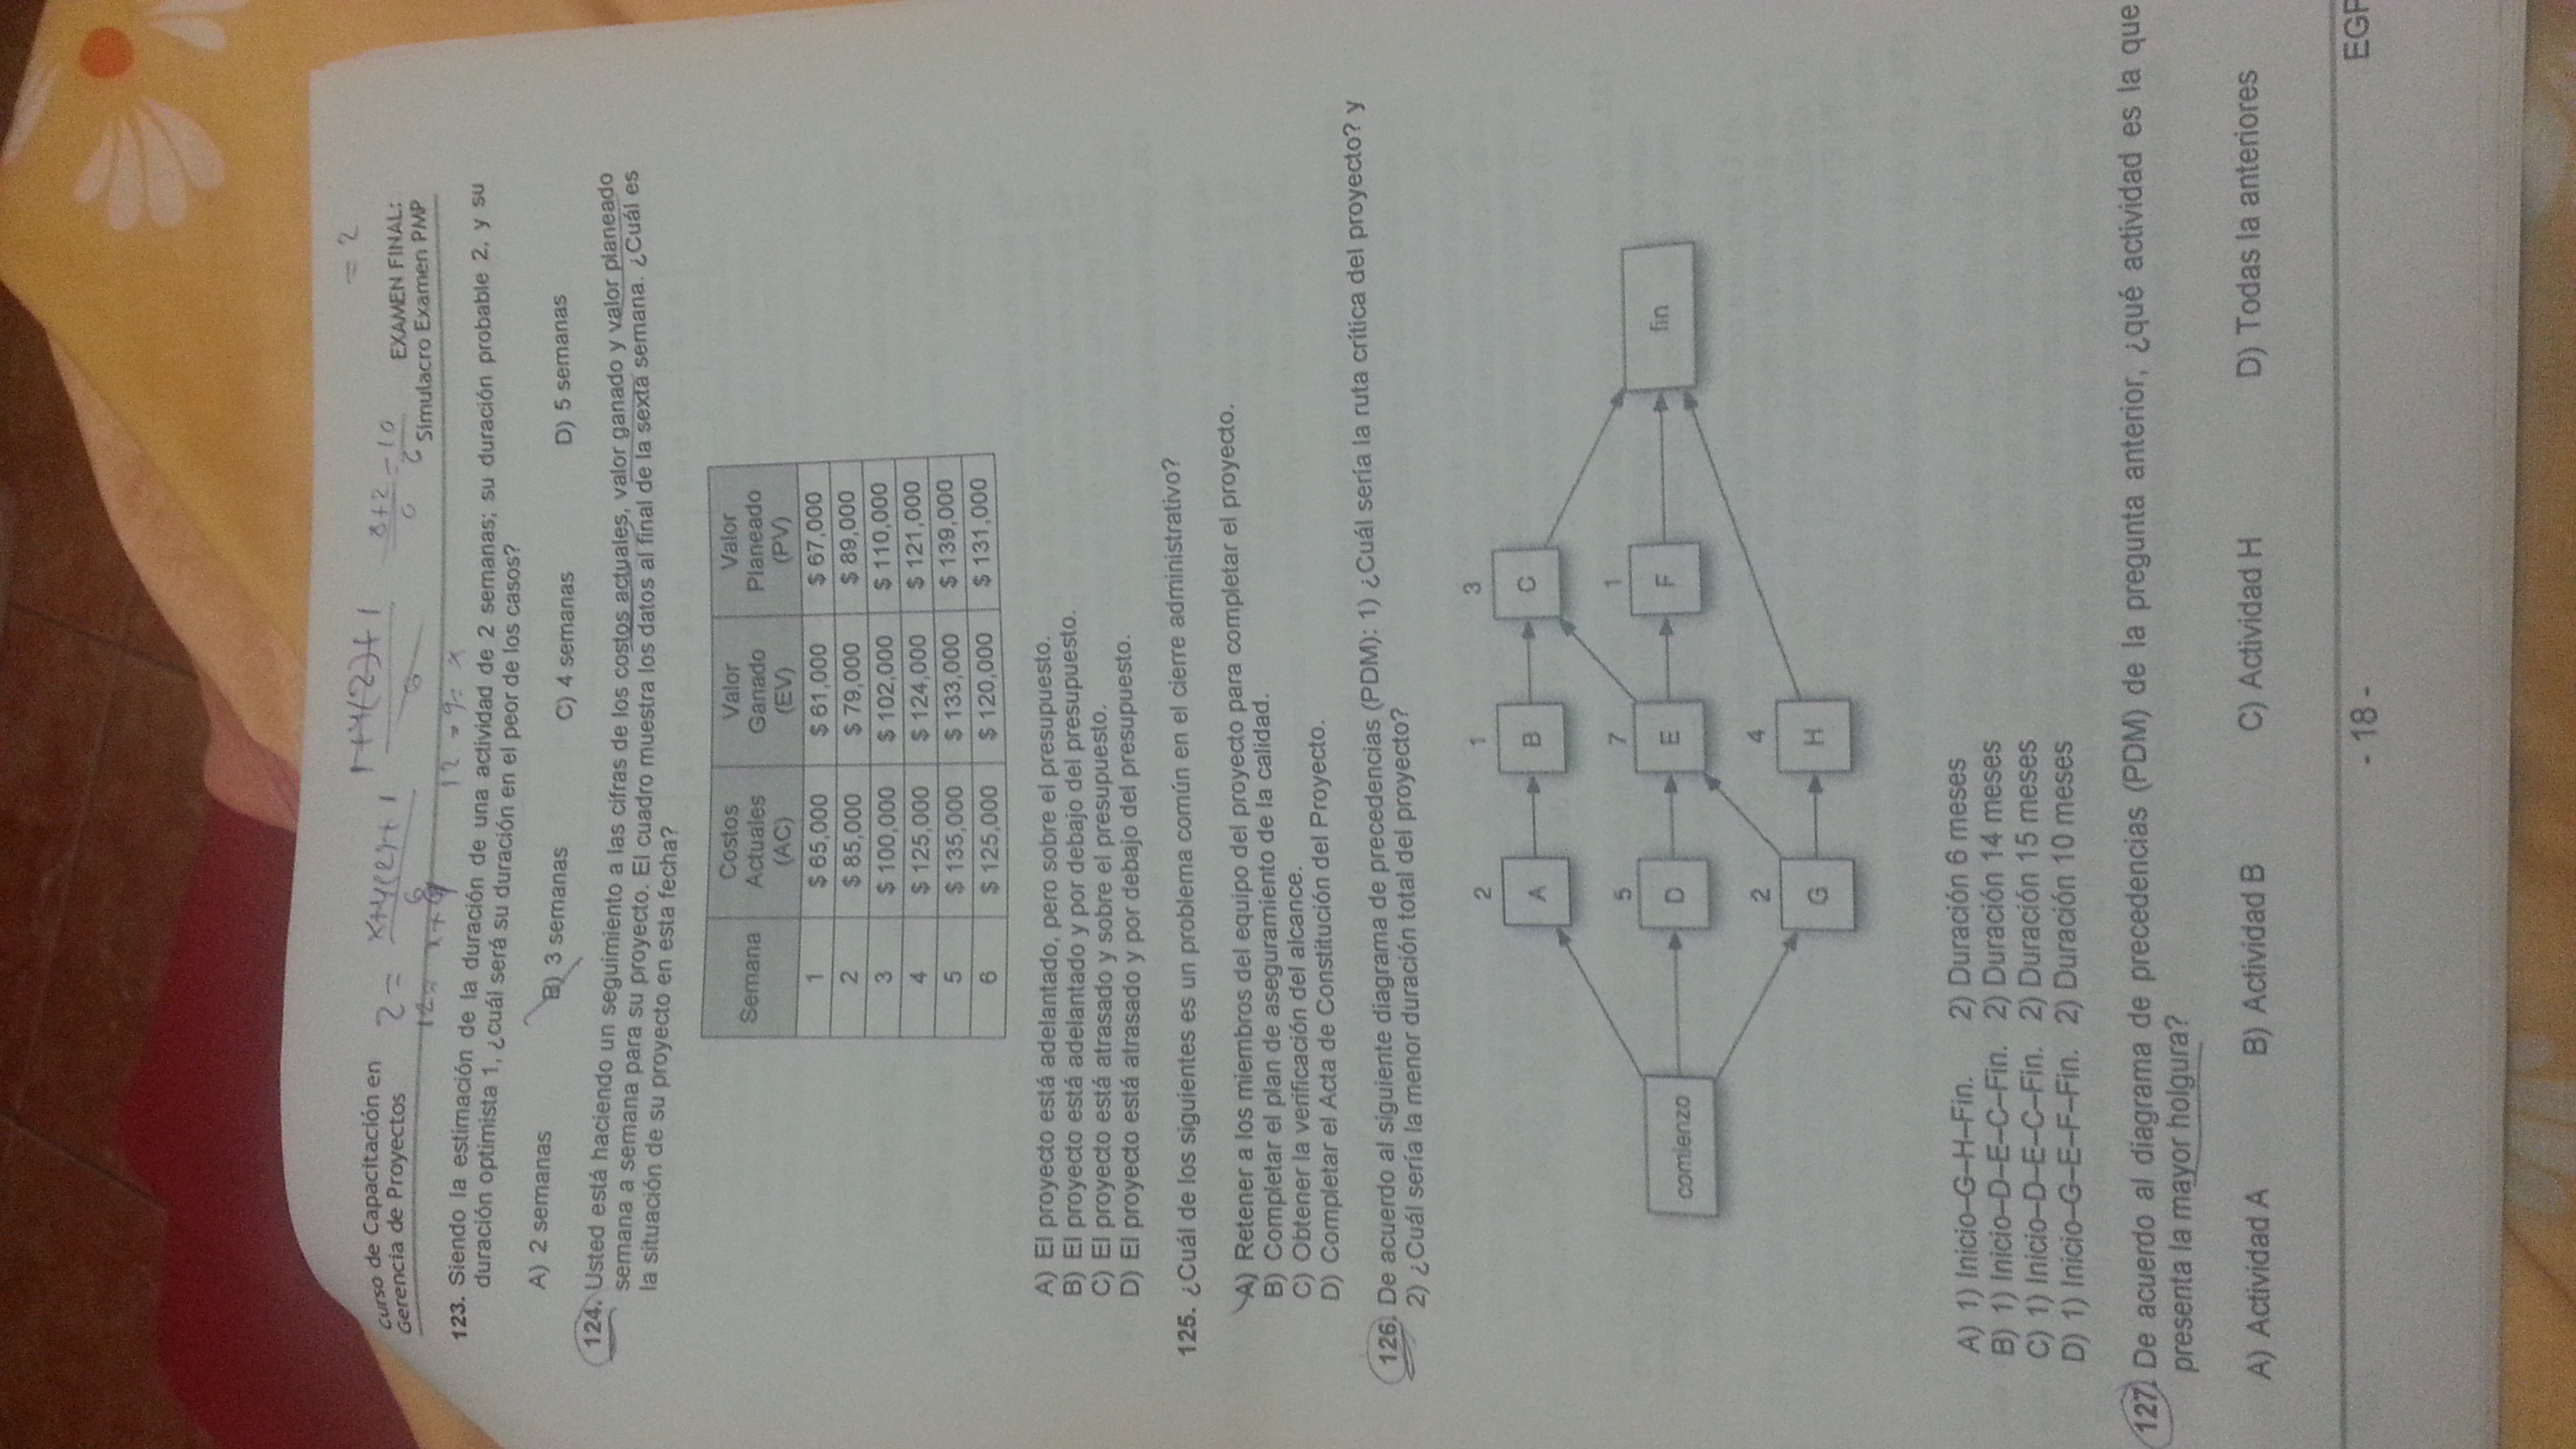 Curso de Capacitación en
Gerencia de Proyectos
EXAMEN FINAL:
Simulacro Examen PMP
2 = x+4(2)+1
6
1+4(2)+1
6
8+2 = 10
6 6
= 2
12 = x+9
12 - 9 = x
123. Siendo la estimación de la duración de una actividad de 2 semanas; su duración probable 2, y su
duración optimista 1, ¿cuál será su duración en el peor de los casos?
A) 2 semanas B) 3 semanas C) 4 semanas D) 5 semanas
124. Usted está haciendo un seguimiento a las cifras de los costos actuales, valor ganado y valor planeado
semana a semana para su proyecto. El cuadro muestra los datos al final de la sexta semana. ¿Cuál es
la situación de su proyecto en esta fecha?
Semana Costos Actuales (AC) Valor Ganado (EV) Valor Planeado (PV)
1 $ 65,000 $ 61,000 $ 67,000
2 $ 85,000 $ 79,000 $ 89,000
3 $ 100,000 $ 102,000 $ 110,000
4 $ 125,000 $ 124,000 $ 121,000
5 $ 135,000 $ 133,000 $ 139,000
6 $ 125,000 $ 120,000 $ 131,000
A) El proyecto está adelantado, pero sobre el presupuesto.
B) El proyecto está adelantado y por debajo del presupuesto.
C) El proyecto está atrasado y sobre el presupuesto.
D) El proyecto está atrasado y por debajo del presupuesto.
125. ¿Cuál de los siguientes es un problema común en el cierre administrativo?
A) Retener a los miembros del equipo del proyecto para completar el proyecto.
B) Completar el plan de aseguramiento de la calidad.
C) Obtener la verificación del alcance.
D) Completar el Acta de Constitución del Proyecto.
126. De acuerdo al siguiente diagrama de precedencias (PDM): 1) ¿Cuál sería la ruta crítica del proyecto? y
2) ¿Cuál sería la menor duración total del proyecto?
2 1 3
A B C
5 7 1
comienzo D E F fin
2 4
G H
A) 1) Inicio–G–H–Fin. 2) Duración 6 meses
B) 1) Inicio–D–E–C–Fin. 2) Duración 14 meses
C) 1) Inicio–D–E–C–Fin. 2) Duración 15 meses
D) 1) Inicio–G–E–F–Fin. 2) Duración 10 meses
127. De acuerdo al diagrama de precedencias (PDM) de la pregunta anterior, ¿qué actividad es la que
presenta la mayor holgura?
A) Actividad A B) Actividad B C) Actividad H D) Todas la anteriores
- 18 -